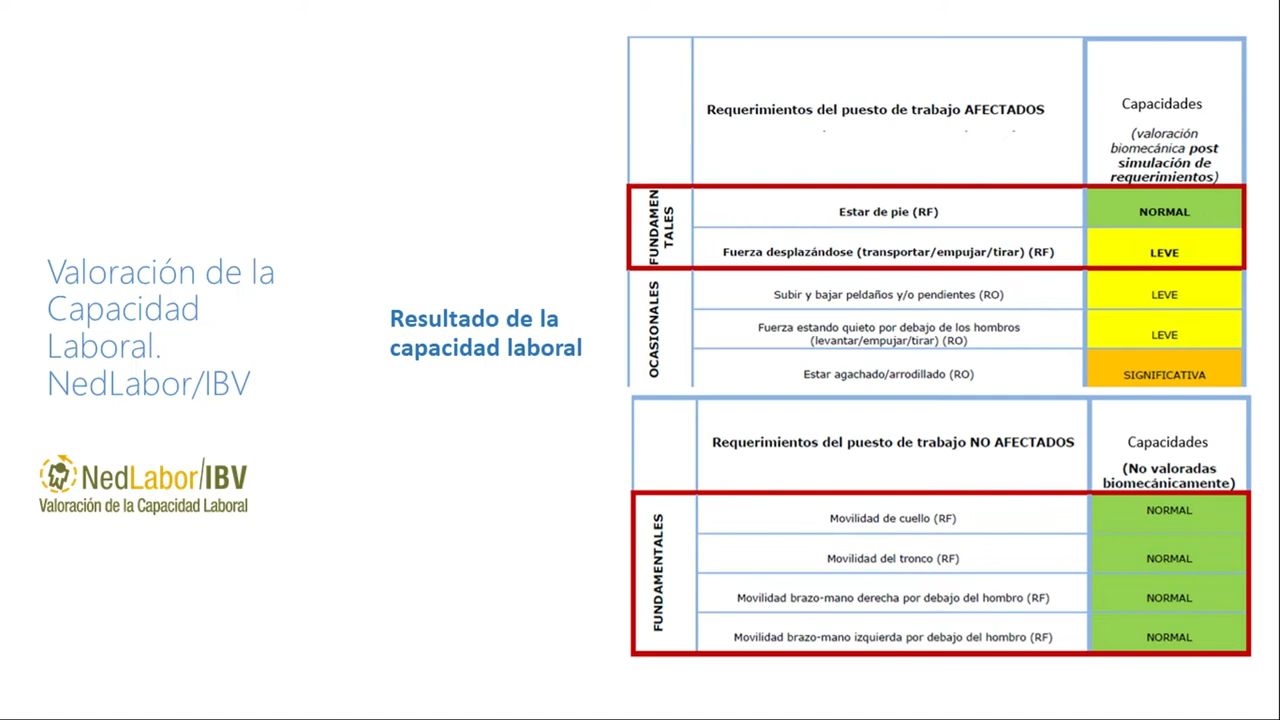 Valoración de la
Capacidad
Laboral.
NedLabor/IBV
NedLabor/IBV
Valoración de la Capacidad Laboral
Resultado de la
capacidad laboral
Requerimientos del puesto de trabajo AFECTADOS
Capacidades
(valoración
biomecánica post
simulación de
requerimientos)
FUNDAMEN
TALES
Estar de pie (RF)
NORMAL
Fuerza desplazándose (transportar/empujar/tirar) (RF)
LEVE
OCASIONALES
Subir y bajar peldaños y/o pendientes (RO)
LEVE
Fuerza estando quieto por debajo de los hombros
(levantar/empujar/tirar) (RO)
LEVE
Estar agachado/arrodillado (RO)
SIGNIFICATIVA
Requerimientos del puesto de trabajo NO AFECTADOS
Capacidades
(No valoradas
biomecánicamente)
FUNDAMENTALES
Movilidad de cuello (RF)
NORMAL
Movilidad del tronco (RF)
NORMAL
Movilidad brazo-mano derecha por debajo del hombro (RF)
NORMAL
Movilidad brazo-mano izquierda por debajo del hombro (RF)
NORMAL